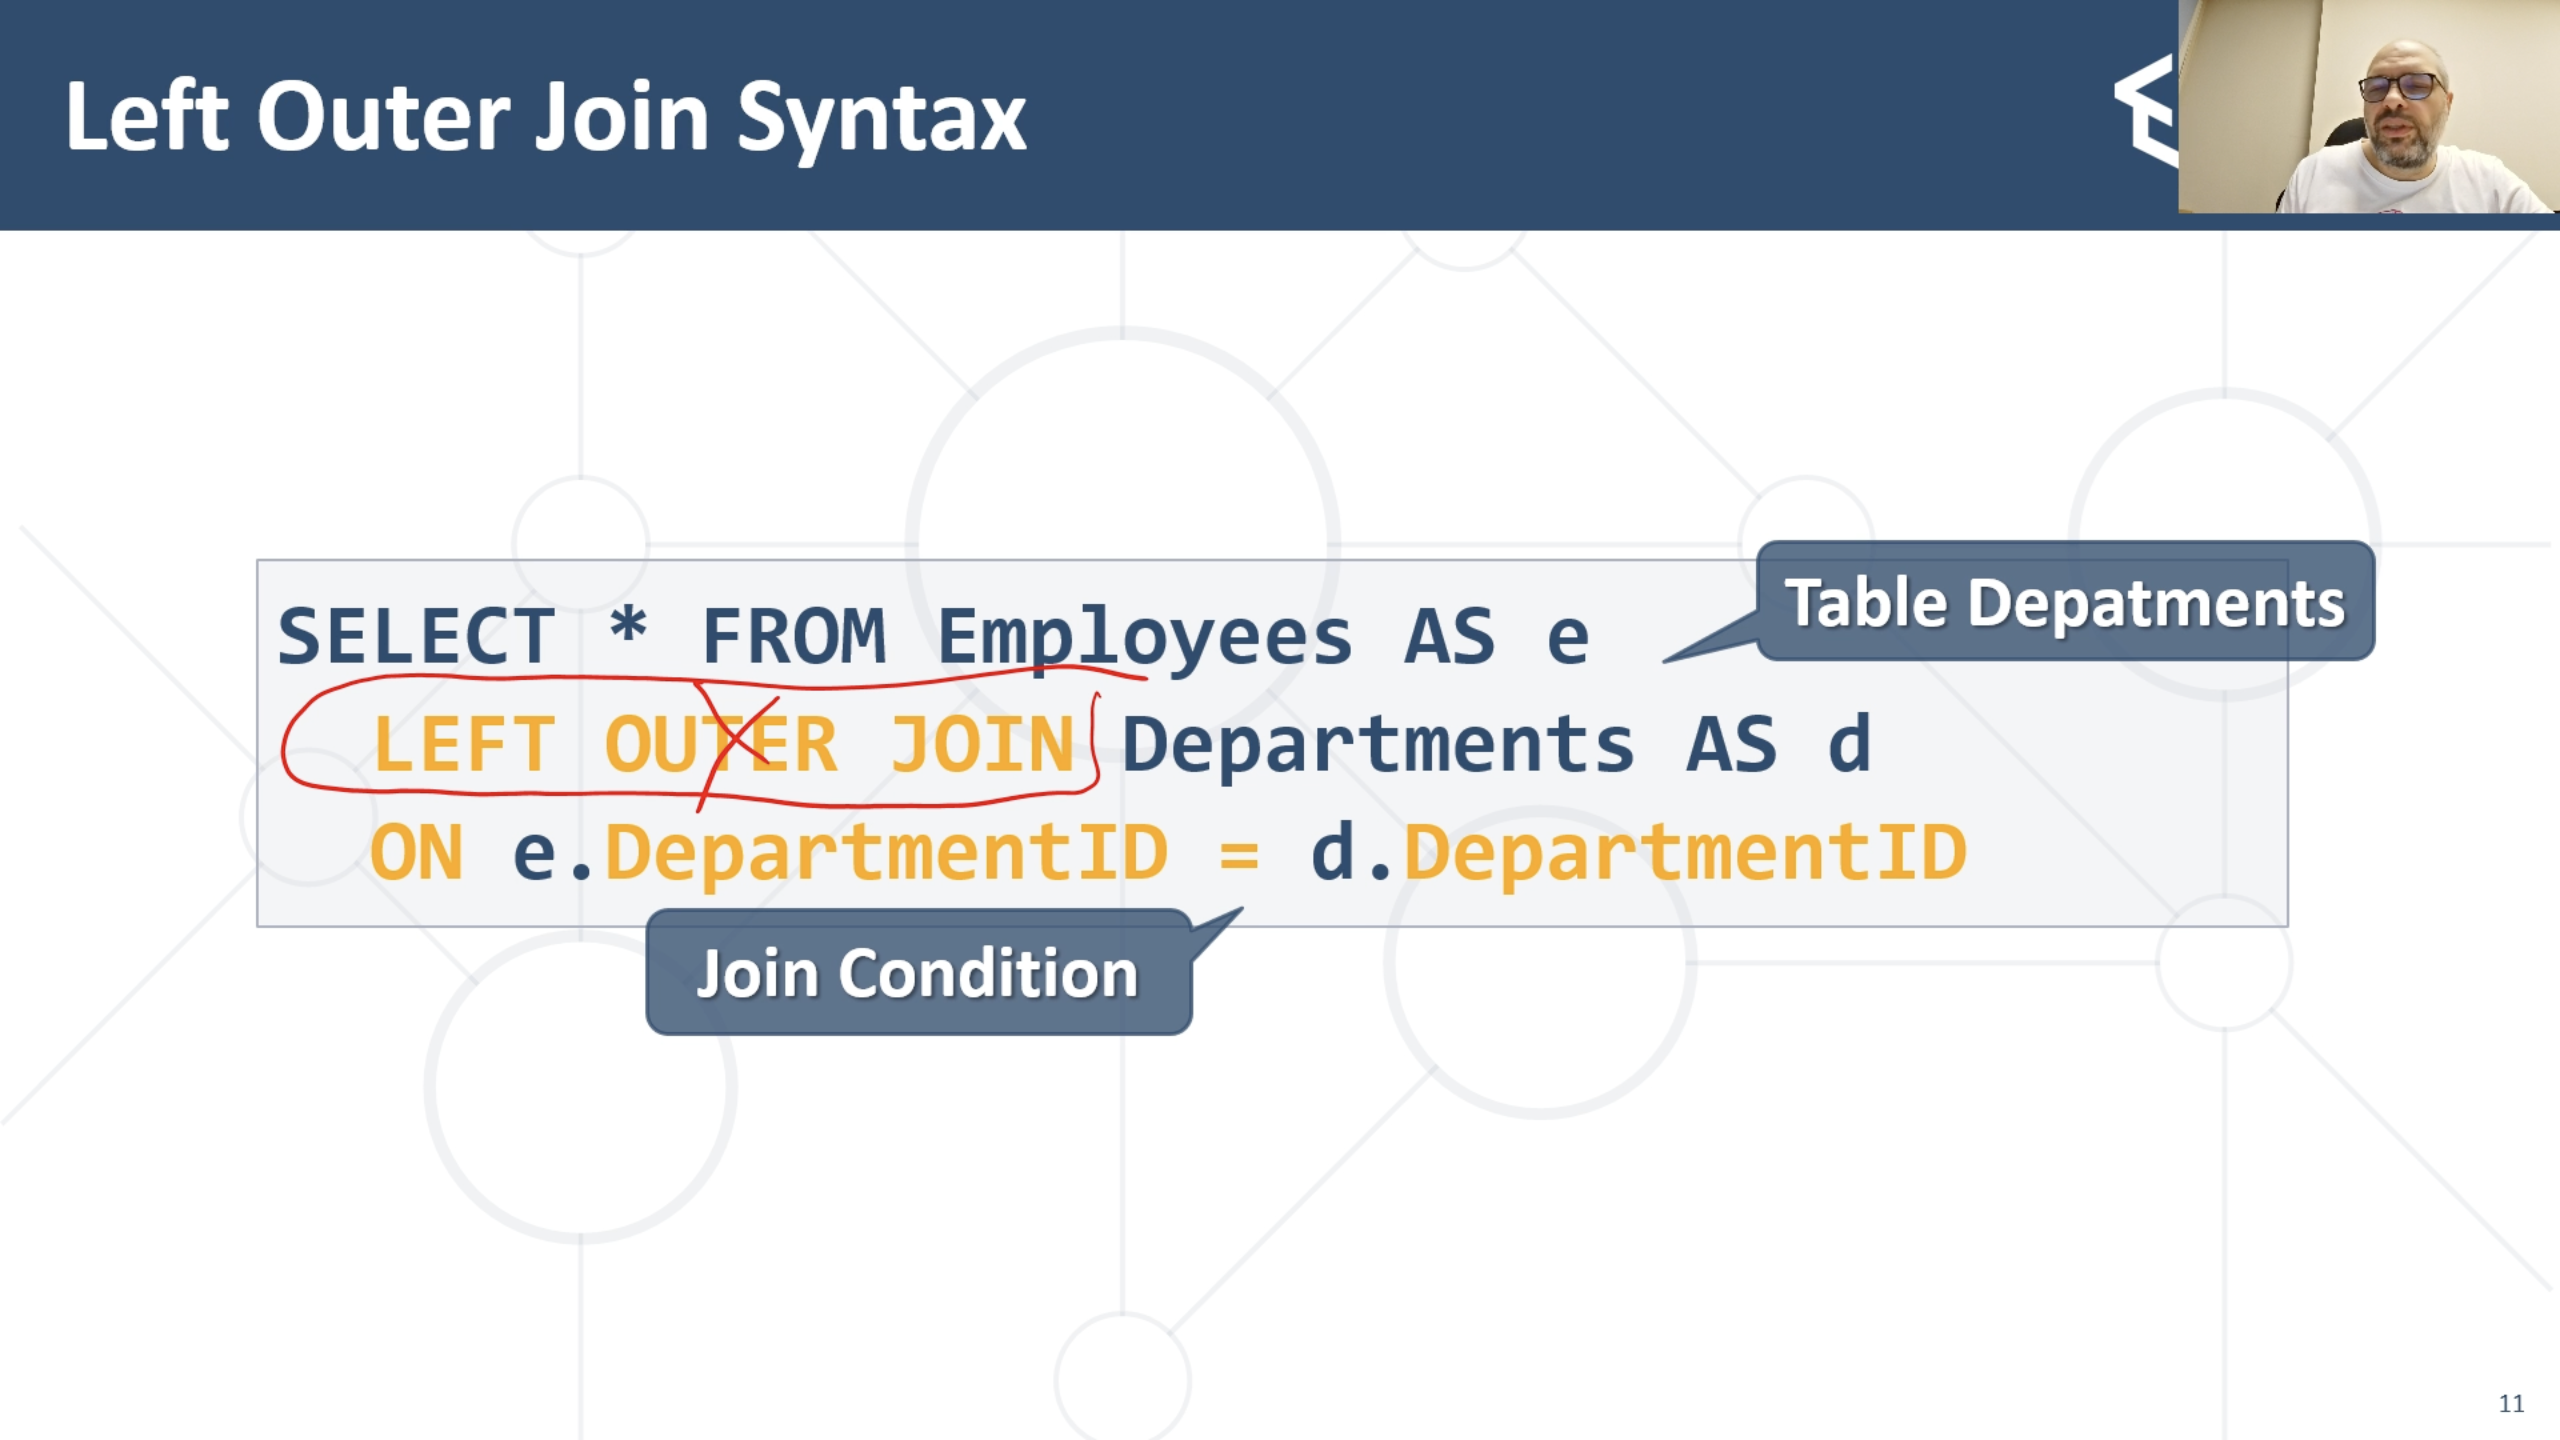 Left Outer Join Syntax
Table Depatments
SELECT * FROM Employees AS e
LEFT OUTER JOIN Departments AS d
ON e.DepartmentID = d.DepartmentID
Join Condition
11